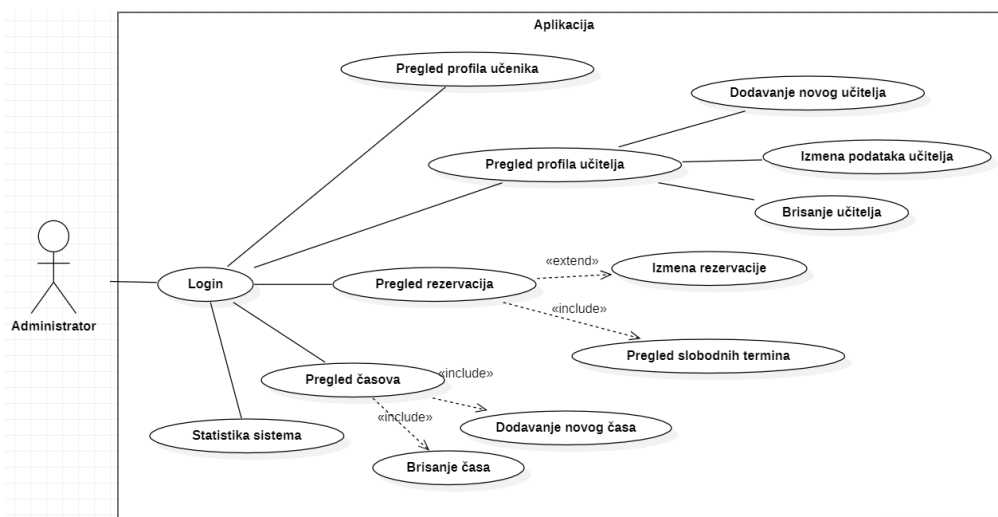 Aplikacija
Pregled profila učenika
Dodavanje novog učitelja
Pregled profila učitelja
Izmena podataka učitelja
Brisanje učitelja
«extend»
Izmena rezervacije
Login
Pregled rezervacija
«include»
Administrator
Pregled slobodnih termina
Pregled časova
«include»
«include»
Dodavanje novog časa
Statistika sistema
Brisanje časa